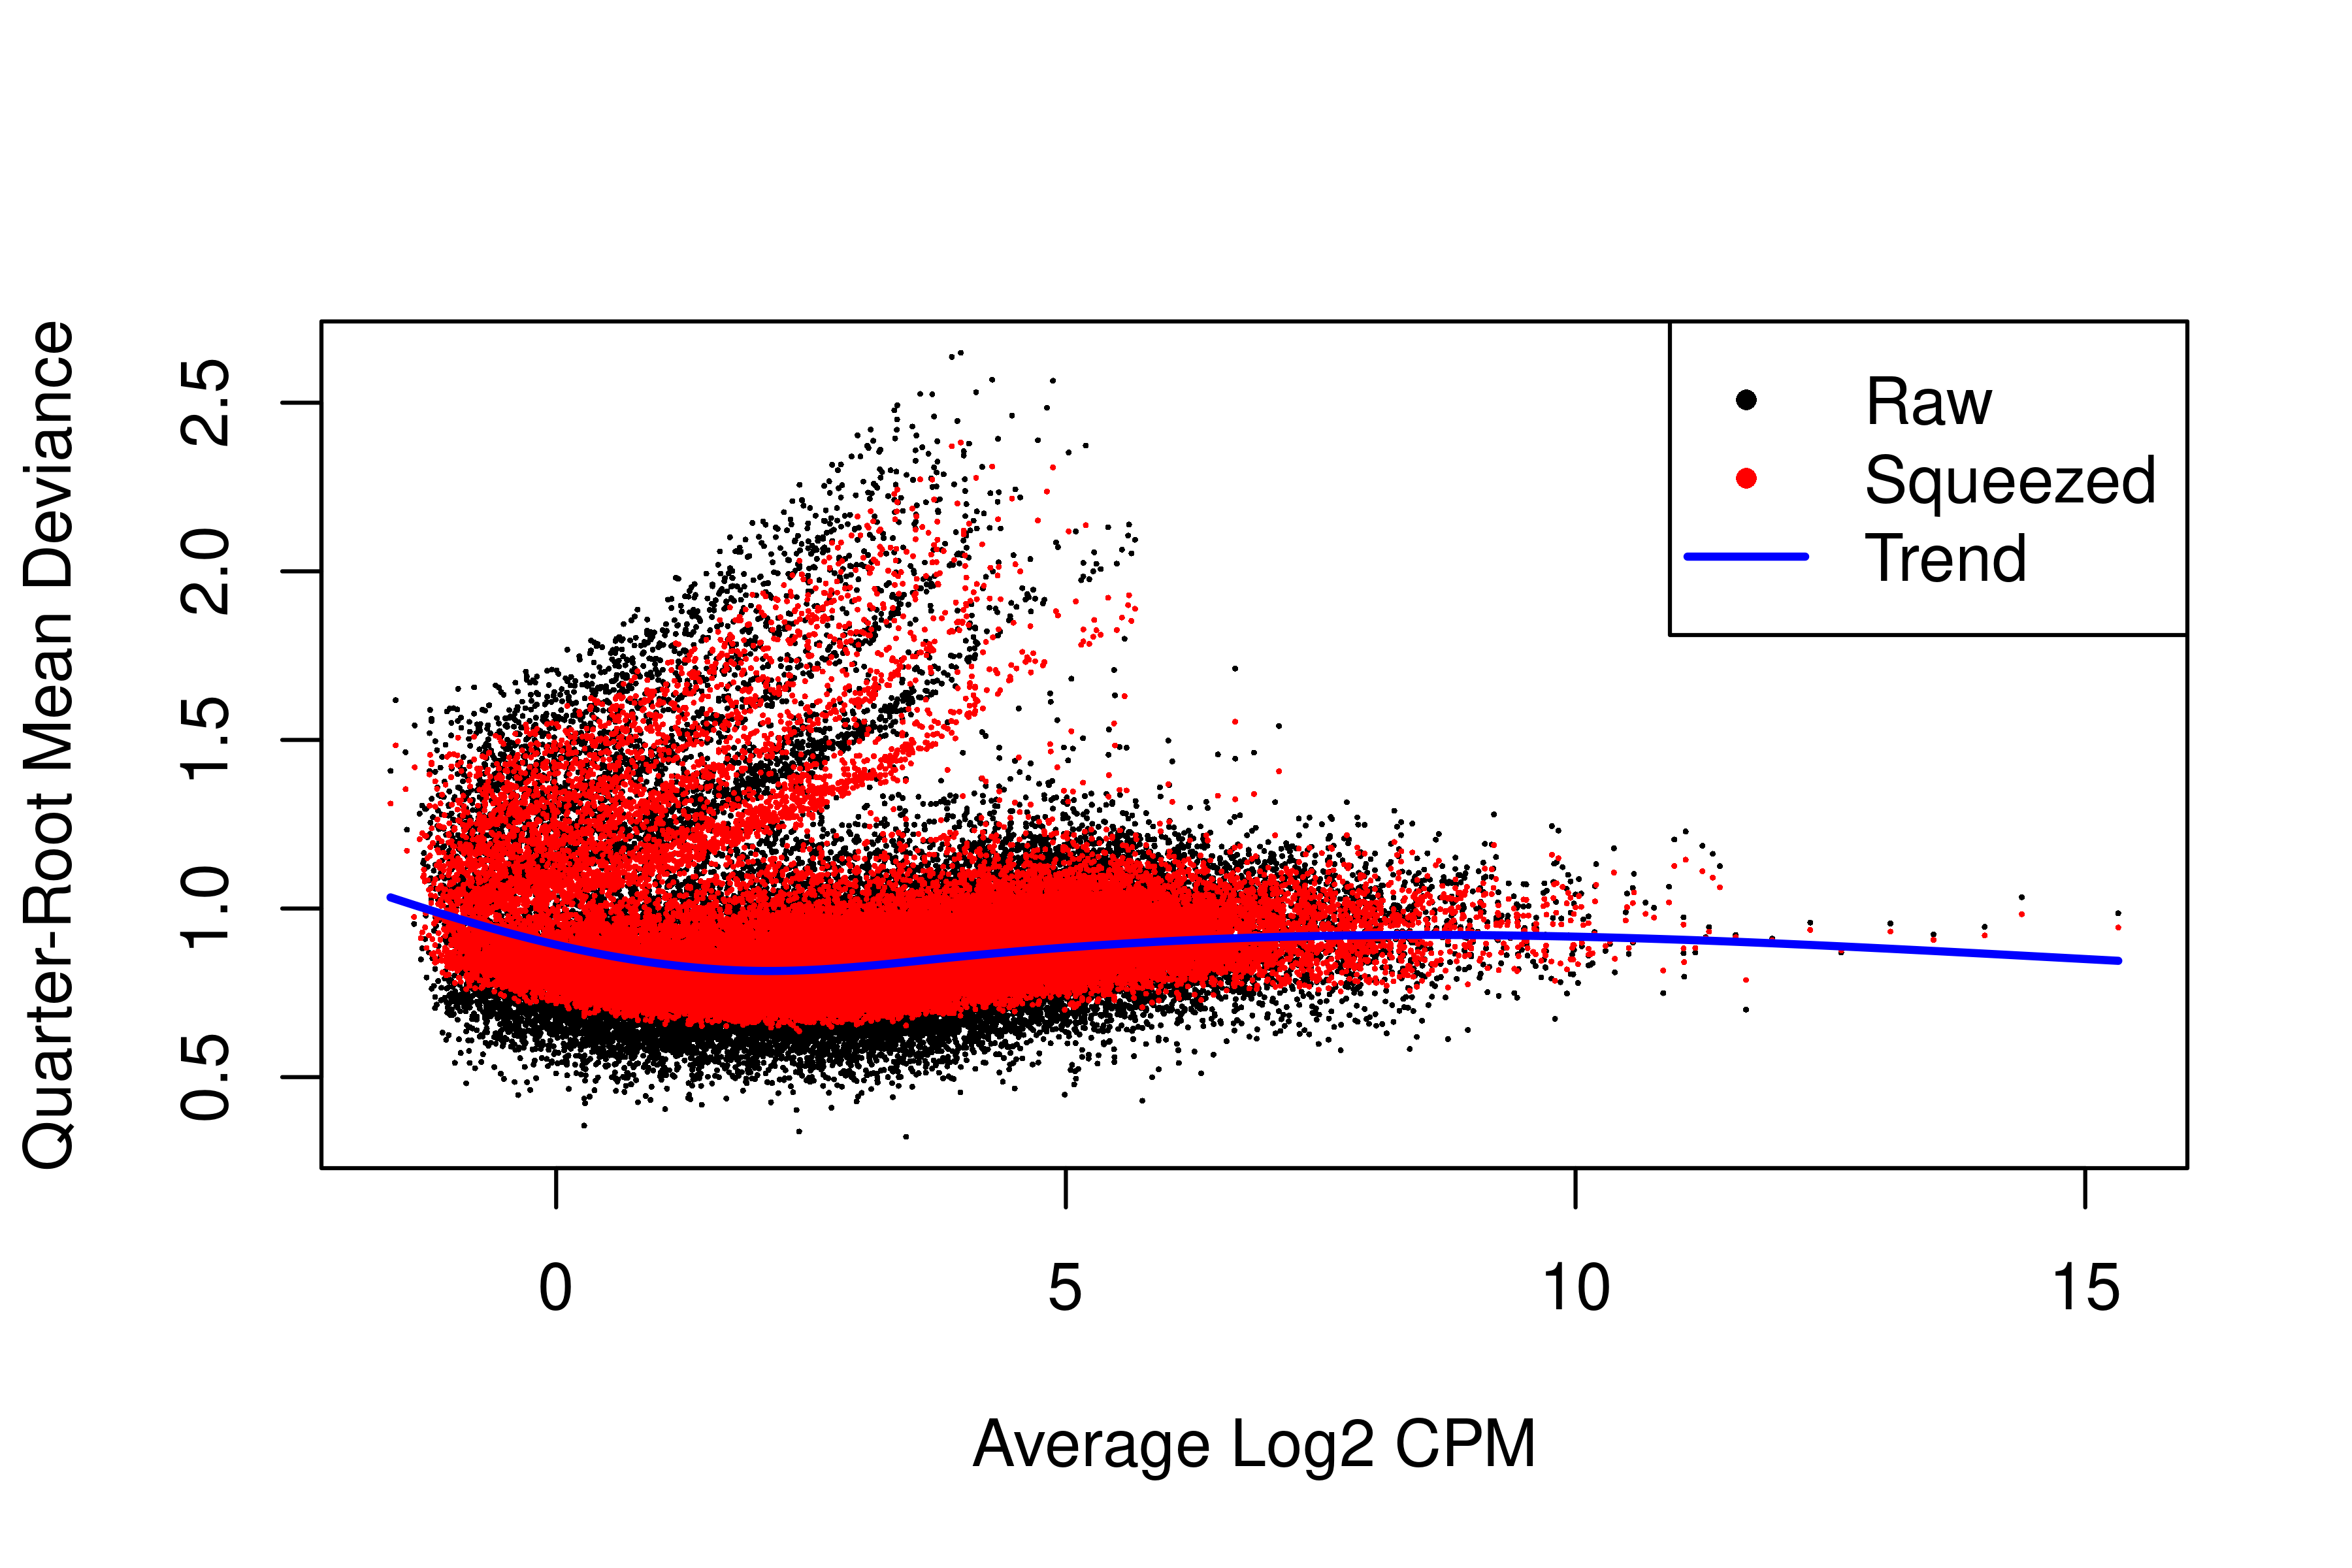 Quarter-Root Mean Deviance
2.5
2.0
1.5
1.0
0.5
Raw
Squeezed
Trend
0 5 10 15
Average Log2 CPM